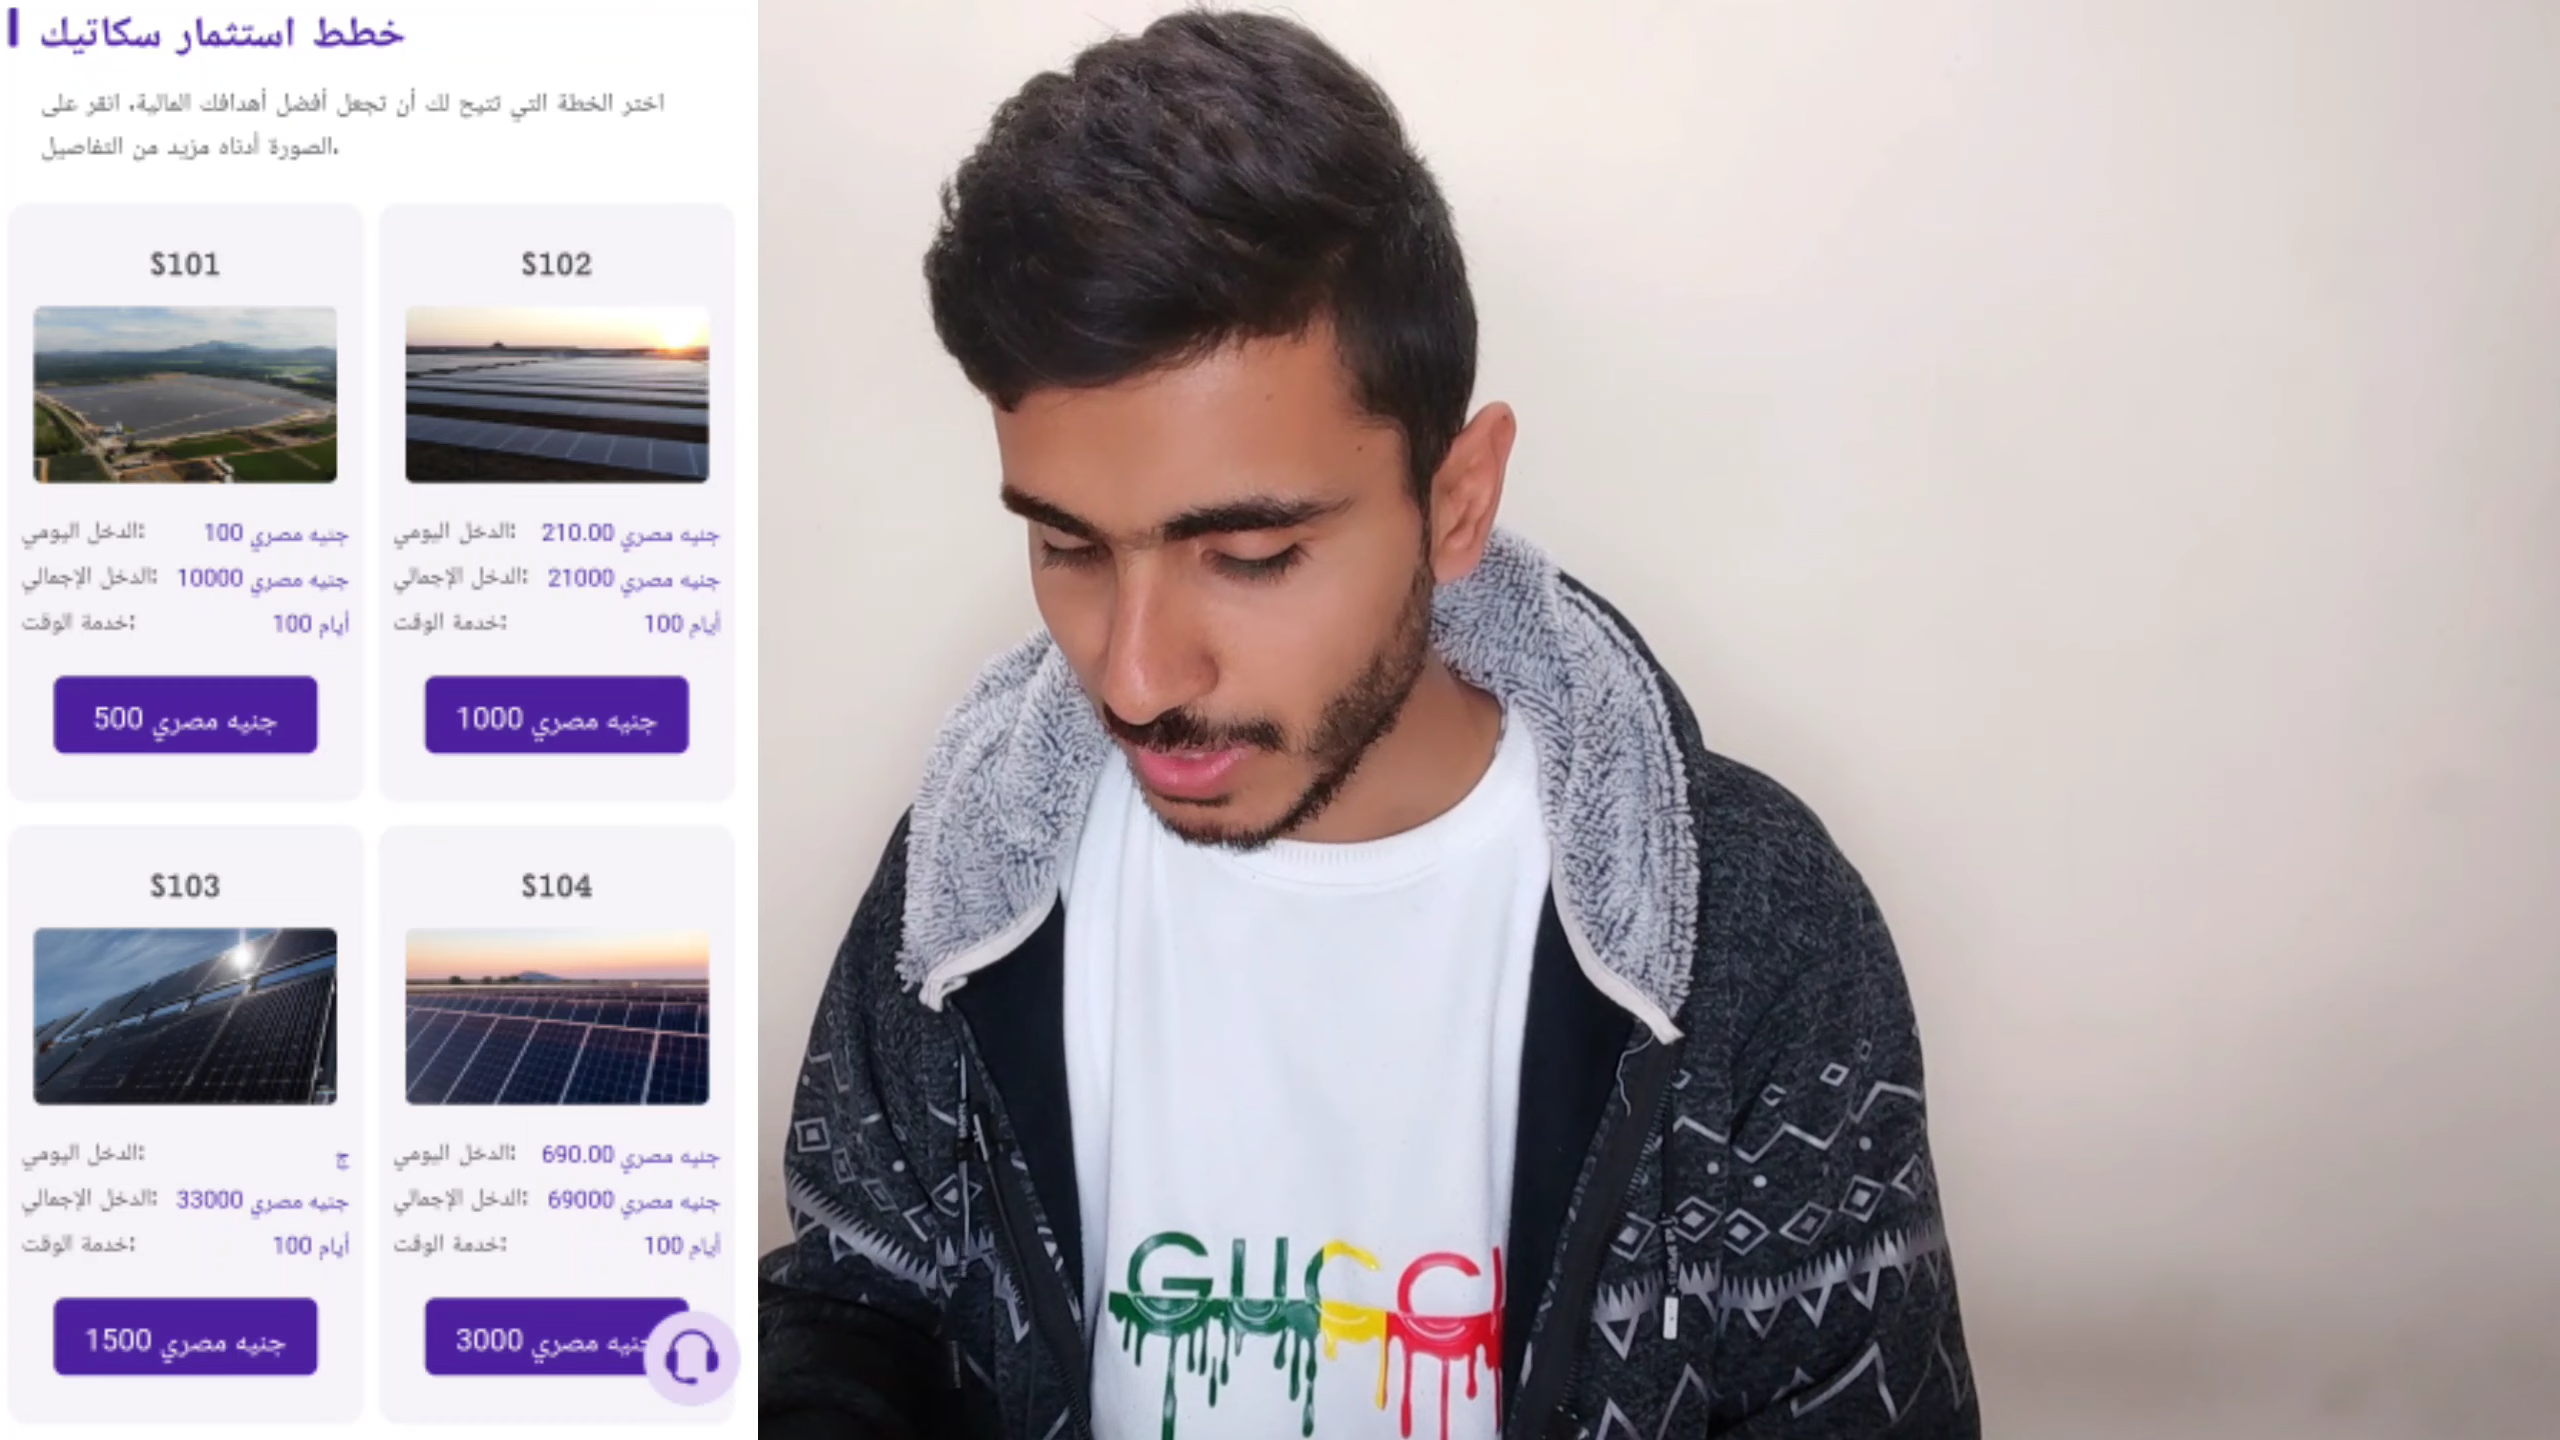 خطط استثمار سكاتيك
اختر الخطة التي تتيح لك أن تجعل أفضل أهدافك المالية. انقر على
الصورة أدناه مزيد من التفاصيل.
S101
الدخل اليومي: جنيه مصري 100
الدخل الإجمالي: جنيه مصري 10000
خدمة الوقت: أيام 100
جنيه مصري 500
S102
الدخل اليومي: جنيه مصري 210.00
الدخل الإجمالي: جنيه مصري 21000
خدمة الوقت: أيام 100
جنيه مصري 1000
S103
الدخل اليومي: ج
الدخل الإجمالي: جنيه مصري 33000
خدمة الوقت: أيام 100
جنيه مصري 1500
S104
الدخل اليومي: جنيه مصري 690.00
الدخل الإجمالي: جنيه مصري 69000
خدمة الوقت: أيام 100
جنيه مصري 3000
GUCCI